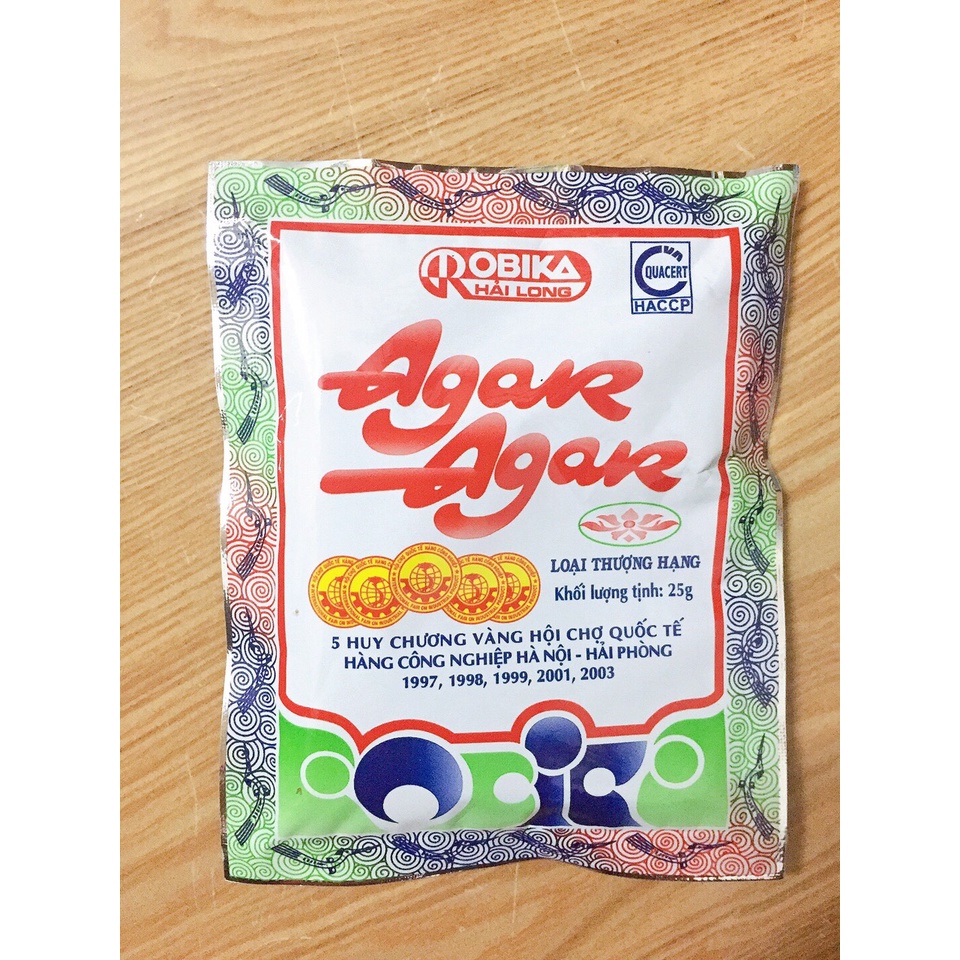 ROBIKA
HẢI LONG
QUACERT
HACCP
Agar
Agar
LOẠI THƯỢNG HẠNG
Khối lượng tịnh: 25g
5 HUY CHƯƠNG VÀNG HỘI CHỢ QUỐC TẾ
HÀNG CÔNG NGHIỆP HÀ NỘI - HẢI PHÒNG
1997, 1998, 1999, 2001, 2003